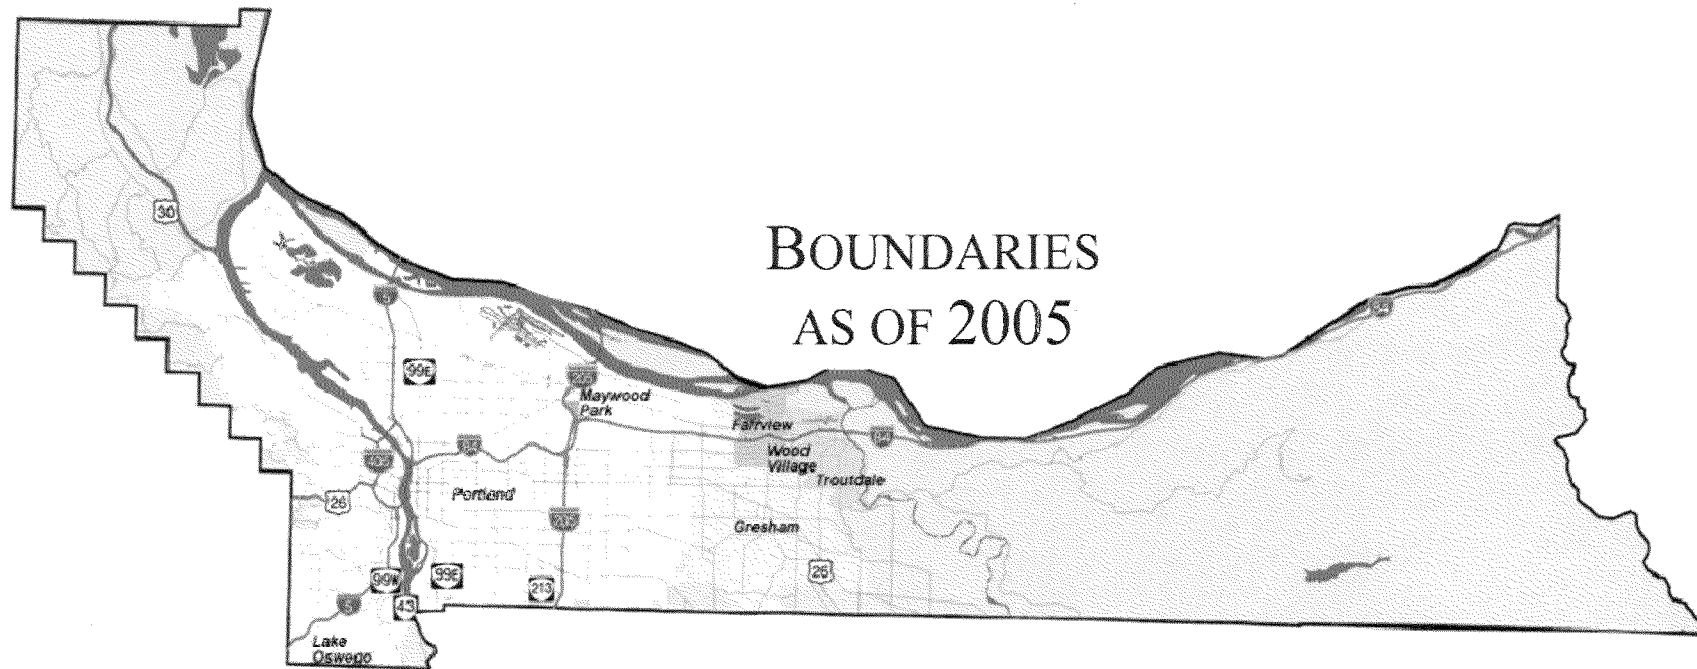 BOUNDARIES
AS OF 2005
30
5
99E
205
Maywood
Park
84
Fairview
84
84
Wood
Village
Troutdale
405
26
Portland
205
Gresham
26
99W
99E
213
5
43
Lake
Oswego